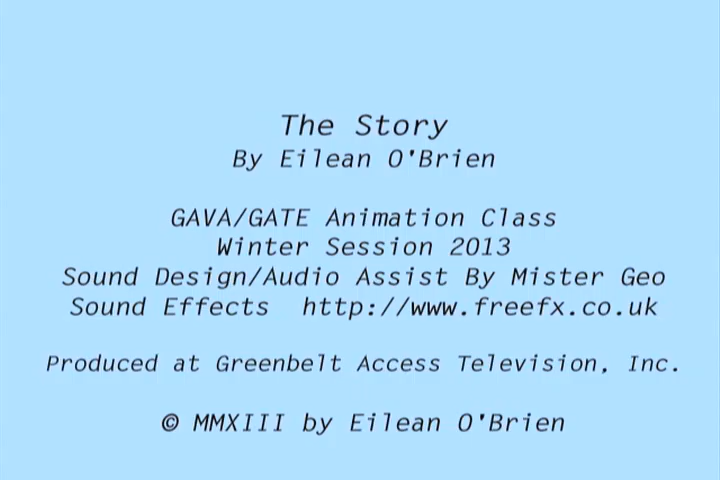 The Story
By Eilean O'Brien
GAVA/GATE Animation Class
Winter Session 2013
Sound Design/Audio Assist By Mister Geo
Sound Effects  http://www.freefx.co.uk
Produced at Greenbelt Access Television, Inc.
© MMXIII by Eilean O'Brien